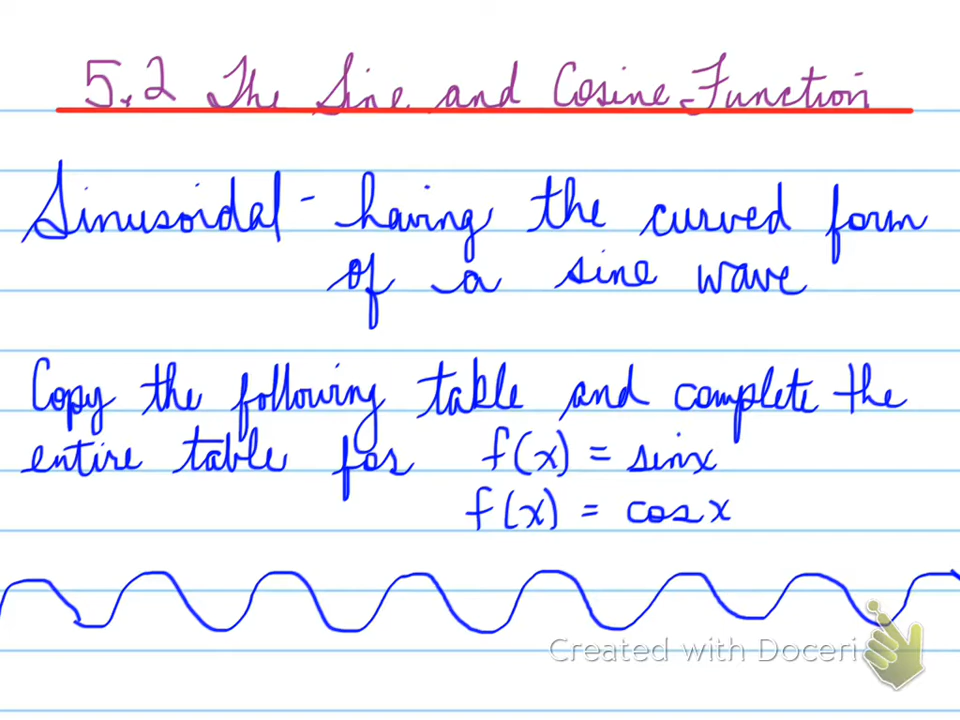 5.2 The Sine and Cosine Function
Sinusoidal - having the curved form
of a sine wave
Copy the following table and complete the
entire table for f(x) = sinx
f(x) = cosx
Created with Doceri